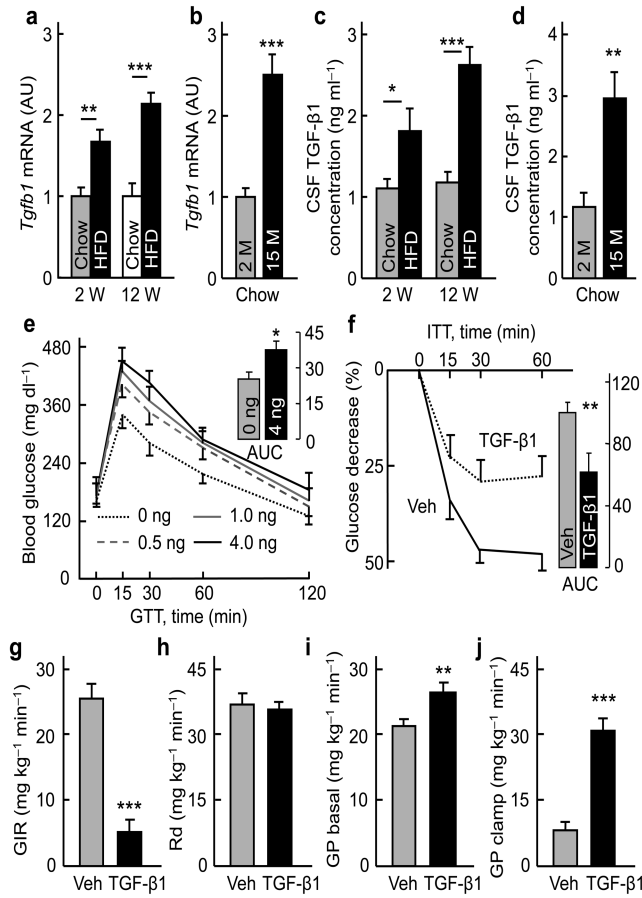 a
Tgfb1 mRNA (AU)
3
2
1
0
**
***
Chow
HFD
Chow
HFD
2 W
12 W
b
Tgfb1 mRNA (AU)
3
2
1
0
***
2 M
15 M
Chow
c
CSF TGF-β1
concentration (ng ml⁻¹)
3
2
1
0
*
***
Chow
HFD
Chow
HFD
2 W
12 W
d
CSF TGF-β1
concentration (ng ml⁻¹)
4
3
2
1
0
**
2 M
15 M
Chow
e
Blood glucose (mg dl⁻¹)
480
360
240
120
0
0 ng
0.5 ng
1.0 ng
4.0 ng
0 15 30 60 120
GTT, time (min)
*
0 ng
4 ng
45
30
15
0
AUC
f
ITT, time (min)
0 15 30 60
Glucose decrease (%)
0
25
50
TGF-β1
Veh
**
Veh
TGF-β1
120
80
40
0
AUC
g
GIR (mg kg⁻¹ min⁻¹)
30
20
10
0
***
Veh TGF-β1
h
Rd (mg kg⁻¹ min⁻¹)
45
30
15
0
Veh TGF-β1
i
GP basal (mg kg⁻¹ min⁻¹)
30
20
10
0
**
Veh TGF-β1
j
GP clamp (mg kg⁻¹ min⁻¹)
45
30
15
0
***
Veh TGF-β1